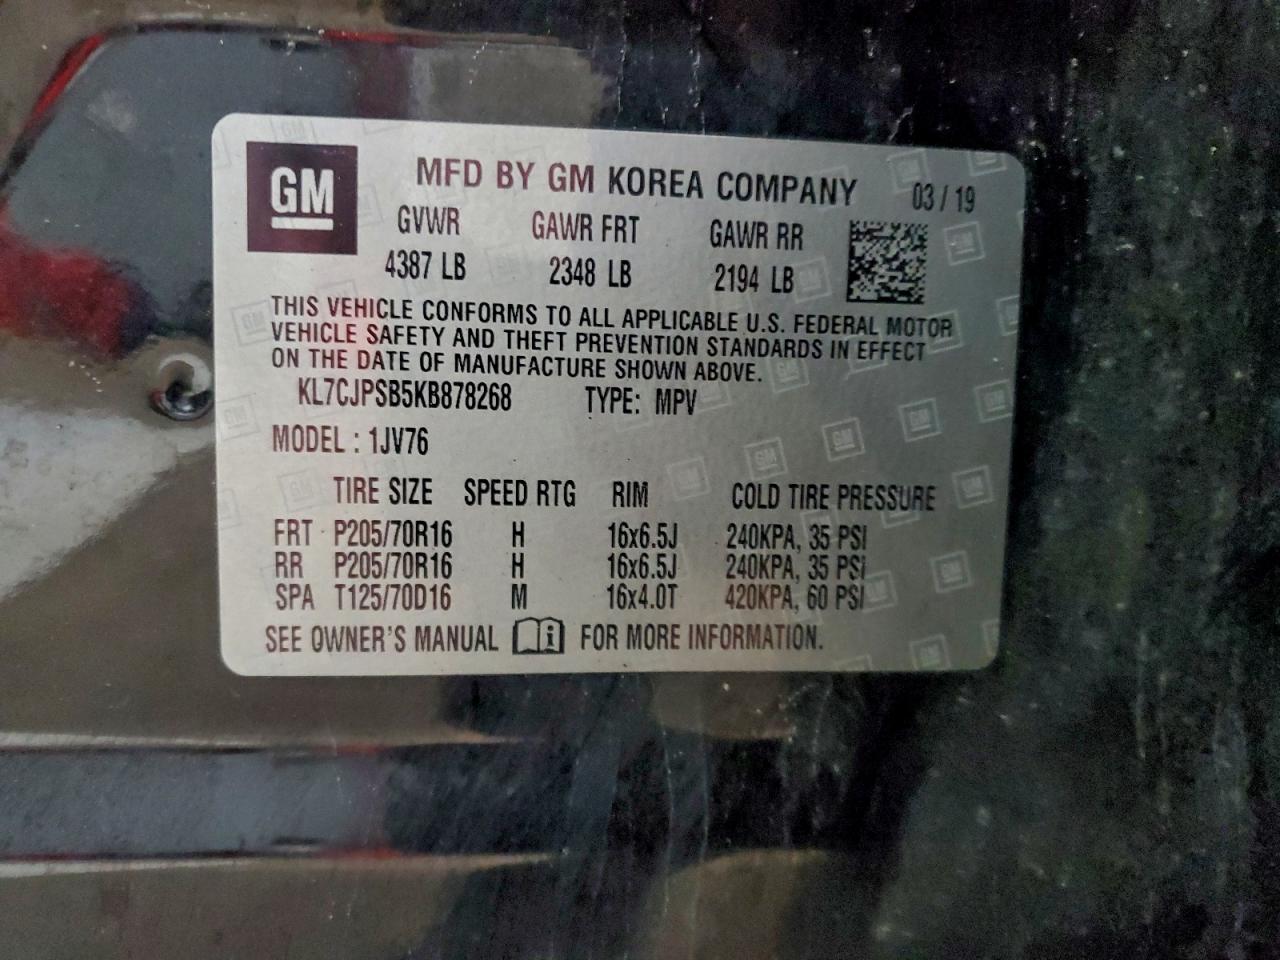 GM
MFD BY GM KOREA COMPANY 03 / 19
GVWR GAWR FRT GAWR RR
4387 LB 2348 LB 2194 LB
THIS VEHICLE CONFORMS TO ALL APPLICABLE U.S. FEDERAL MOTOR
VEHICLE SAFETY AND THEFT PREVENTION STANDARDS IN EFFECT
ON THE DATE OF MANUFACTURE SHOWN ABOVE.
KL7CJPSB5KB878268 TYPE: MPV
MODEL : 1JV76
TIRE SIZE SPEED RTG RIM COLD TIRE PRESSURE
FRT P205/70R16 H 16x6.5J 240KPA, 35 PSI
RR P205/70R16 H 16x6.5J 240KPA, 35 PSI
SPA T125/70D16 M 16x4.0T 420KPA, 60 PSI
SEE OWNER'S MANUAL i FOR MORE INFORMATION.